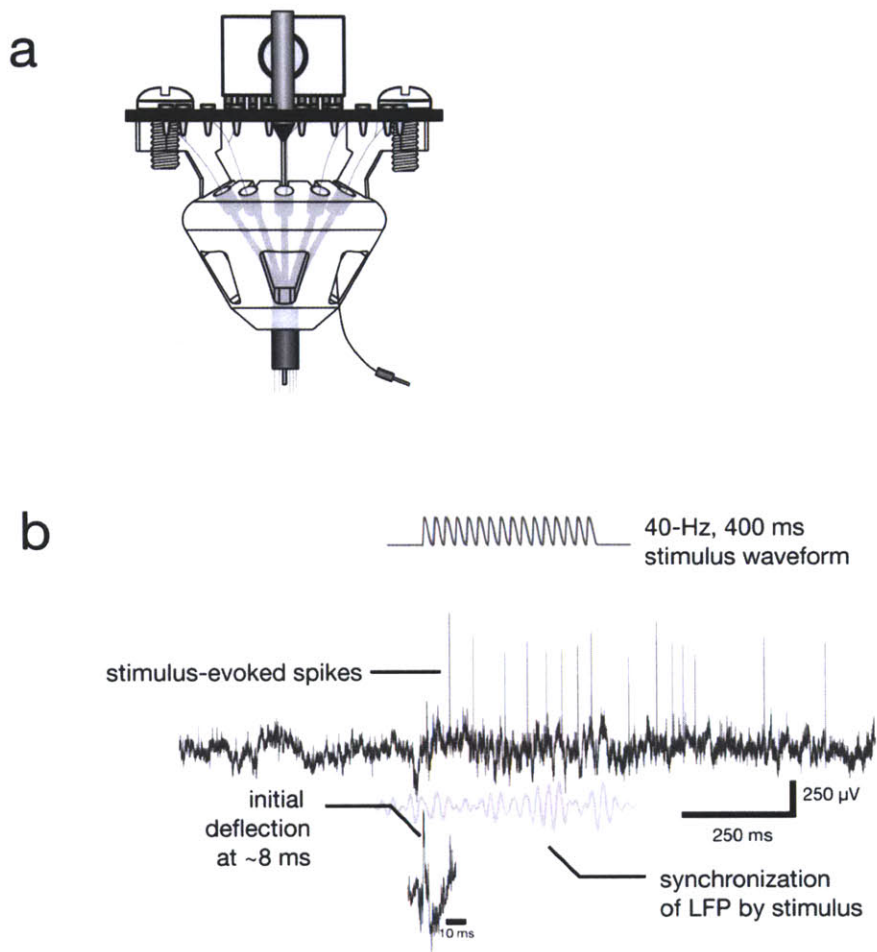 a
b
40-Hz, 400 ms
stimulus waveform
stimulus-evoked spikes
initial
deflection
at ~8 ms
250 µV
250 ms
synchronization
of LFP by stimulus
10 ms